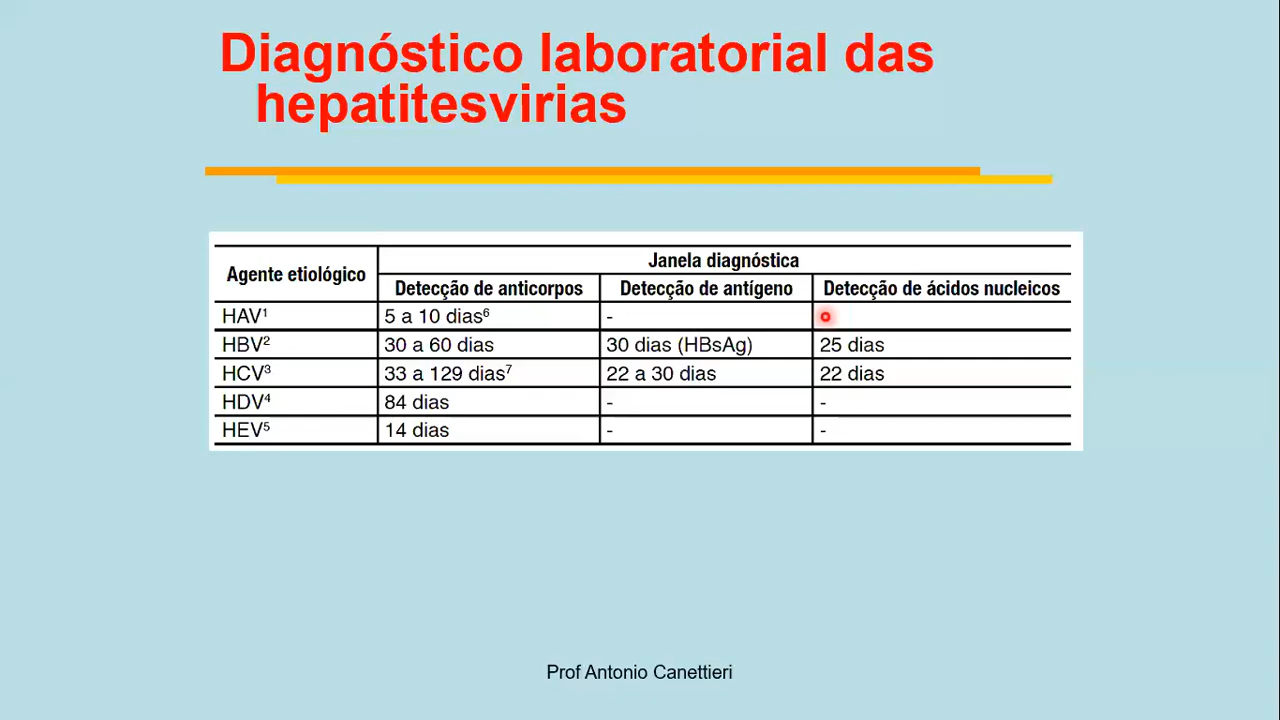 Diagnóstico laboratorial das
hepatitesvirias
Agente etiológico
Janela diagnóstica
Detecção de anticorpos Detecção de antígeno Detecção de ácidos nucleicos
HAV¹ 5 a 10 dias⁶ -
HBV² 30 a 60 dias 30 dias (HBsAg) 25 dias
HCV³ 33 a 129 dias⁷ 22 a 30 dias 22 dias
HDV⁴ 84 dias - -
HEV⁵ 14 dias - -
Prof Antonio Canettieri